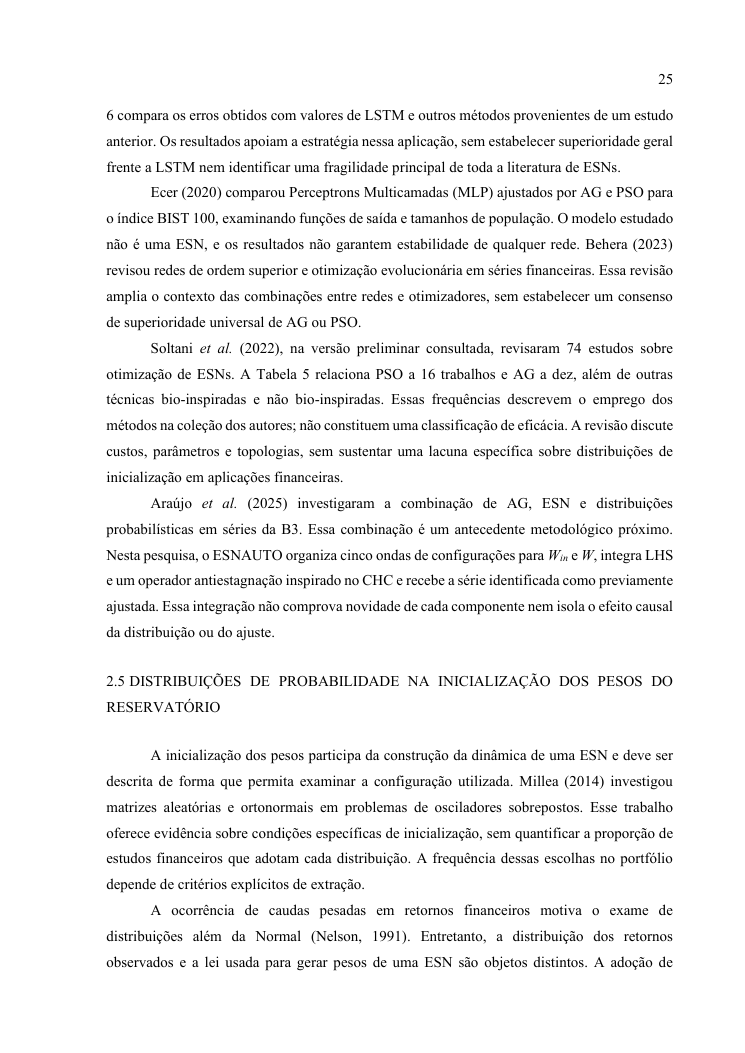 25
6 compara os erros obtidos com valores de LSTM e outros métodos provenientes de um estudo
anterior. Os resultados apoiam a estratégia nessa aplicação, sem estabelecer superioridade geral
frente a LSTM nem identificar uma fragilidade principal de toda a literatura de ESNs.
Ecer (2020) comparou Perceptrons Multicamadas (MLP) ajustados por AG e PSO para
o índice BIST 100, examinando funções de saída e tamanhos de população. O modelo estudado
não é uma ESN, e os resultados não garantem estabilidade de qualquer rede. Behera (2023)
revisou redes de ordem superior e otimização evolucionária em séries financeiras. Essa revisão
amplia o contexto das combinações entre redes e otimizadores, sem estabelecer um consenso
de superioridade universal de AG ou PSO.
Soltani et al. (2022), na versão preliminar consultada, revisaram 74 estudos sobre
otimização de ESNs. A Tabela 5 relaciona PSO a 16 trabalhos e AG a dez, além de outras
técnicas bio-inspiradas e não bio-inspiradas. Essas frequências descrevem o emprego dos
métodos na coleção dos autores; não constituem uma classificação de eficácia. A revisão discute
custos, parâmetros e topologias, sem sustentar uma lacuna específica sobre distribuições de
inicialização em aplicações financeiras.
Araújo et al. (2025) investigaram a combinação de AG, ESN e distribuições
probabilísticas em séries da B3. Essa combinação é um antecedente metodológico próximo.
Nesta pesquisa, o ESNAUTO organiza cinco ondas de configurações para Win e W, integra LHS
e um operador antiestagnação inspirado no CHC e recebe a série identificada como previamente
ajustada. Essa integração não comprova novidade de cada componente nem isola o efeito causal
da distribuição ou do ajuste.
2.5 DISTRIBUIÇÕES DE PROBABILIDADE NA INICIALIZAÇÃO DOS PESOS DO
RESERVATÓRIO
A inicialização dos pesos participa da construção da dinâmica de uma ESN e deve ser
descrita de forma que permita examinar a configuração utilizada. Millea (2014) investigou
matrizes aleatórias e ortonormais em problemas de osciladores sobrepostos. Esse trabalho
oferece evidência sobre condições específicas de inicialização, sem quantificar a proporção de
estudos financeiros que adotam cada distribuição. A frequência dessas escolhas no portfólio
depende de critérios explícitos de extração.
A ocorrência de caudas pesadas em retornos financeiros motiva o exame de
distribuições além da Normal (Nelson, 1991). Entretanto, a distribuição dos retornos
observados e a lei usada para gerar pesos de uma ESN são objetos distintos. A adoção de